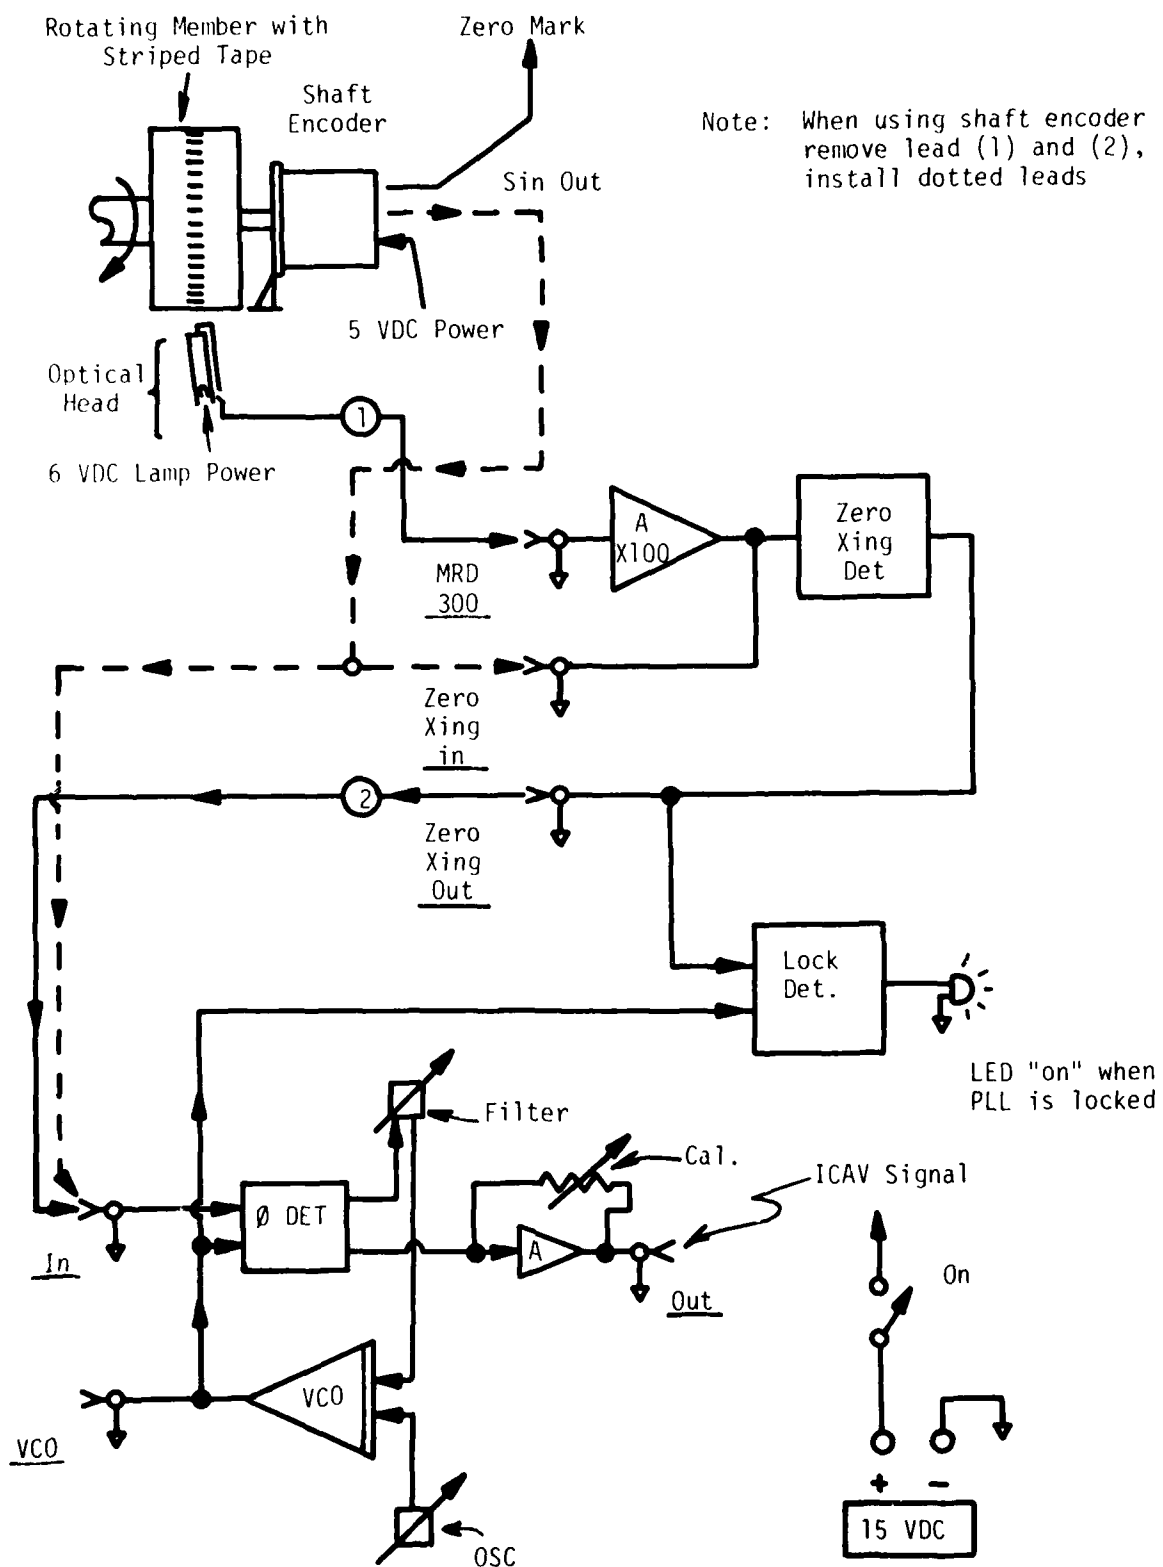 Rotating Member with
Striped Tape
Zero Mark
Shaft
Encoder
Note: When using shaft encoder
remove lead (1) and (2),
install dotted leads
Sin Out
5 VDC Power
Optical
Head
1
6 VDC Lamp Power
A
X100
Zero
Xing
Det
MRD
300
Zero
Xing
in
2
Zero
Xing
Out
Lock
Det.
LED "on" when
PLL is locked
Filter
Cal.
ICAV Signal
Ø DET
A
In
Out
On
VCO
VCO
+ -
15 VDC
OSC